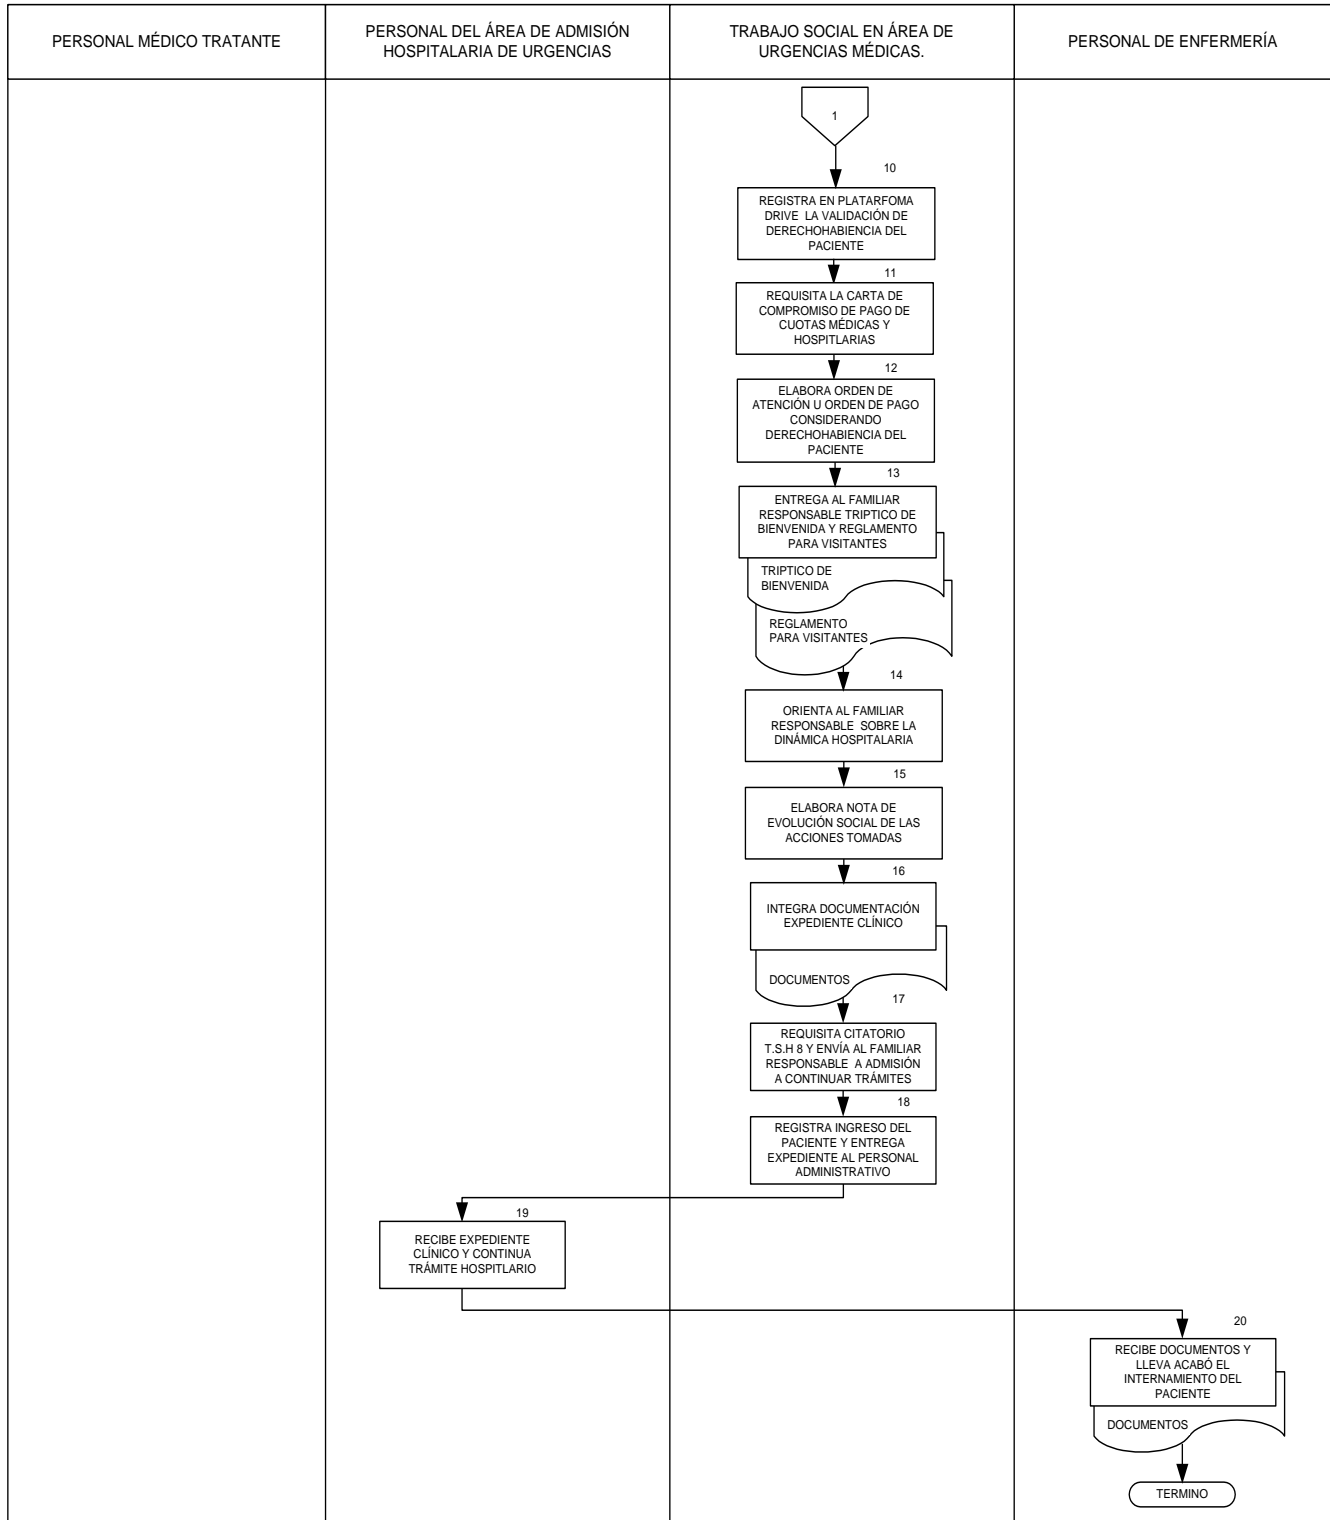 PERSONAL MÉDICO TRATANTE
PERSONAL DEL ÁREA DE ADMISIÓN
HOSPITALARIA DE URGENCIAS
TRABAJO SOCIAL EN ÁREA DE
URGENCIAS MÉDICAS.
PERSONAL DE ENFERMERÍA
1
10
REGISTRA EN PLATARFOMA
DRIVE LA VALIDACIÓN DE
DERECHOHABIENCIA DEL
PACIENTE
11
REQUISITA LA CARTA DE
COMPROMISO DE PAGO DE
CUOTAS MÉDICAS Y
HOSPITLARIAS
12
ELABORA ORDEN DE
ATENCIÓN U ORDEN DE PAGO
CONSIDERANDO
DERECHOHABIENCIA DEL
PACIENTE
13
ENTREGA AL FAMILIAR
RESPONSABLE TRIPTICO DE
BIENVENIDA Y REGLAMENTO
PARA VISITANTES
TRIPTICO DE
BIENVENIDA
REGLAMENTO
PARA VISITANTES
14
ORIENTA AL FAMILIAR
RESPONSABLE SOBRE LA
DINÁMICA HOSPITALARIA
15
ELABORA NOTA DE
EVOLUCIÓN SOCIAL DE LAS
ACCIONES TOMADAS
16
INTEGRA DOCUMENTACIÓN
EXPEDIENTE CLÍNICO
DOCUMENTOS
17
REQUISITA CITATORIO
T.S.H 8 Y ENVÍA AL FAMILIAR
RESPONSABLE A ADMISIÓN
A CONTINUAR TRÁMITES
18
REGISTRA INGRESO DEL
PACIENTE Y ENTREGA
EXPEDIENTE AL PERSONAL
ADMINISTRATIVO
19
RECIBE EXPEDIENTE
CLÍNICO Y CONTINUA
TRÁMITE HOSPITLARIO
20
RECIBE DOCUMENTOS Y
LLEVA ACABÓ EL
INTERNAMIENTO DEL
PACIENTE
DOCUMENTOS
TERMINO